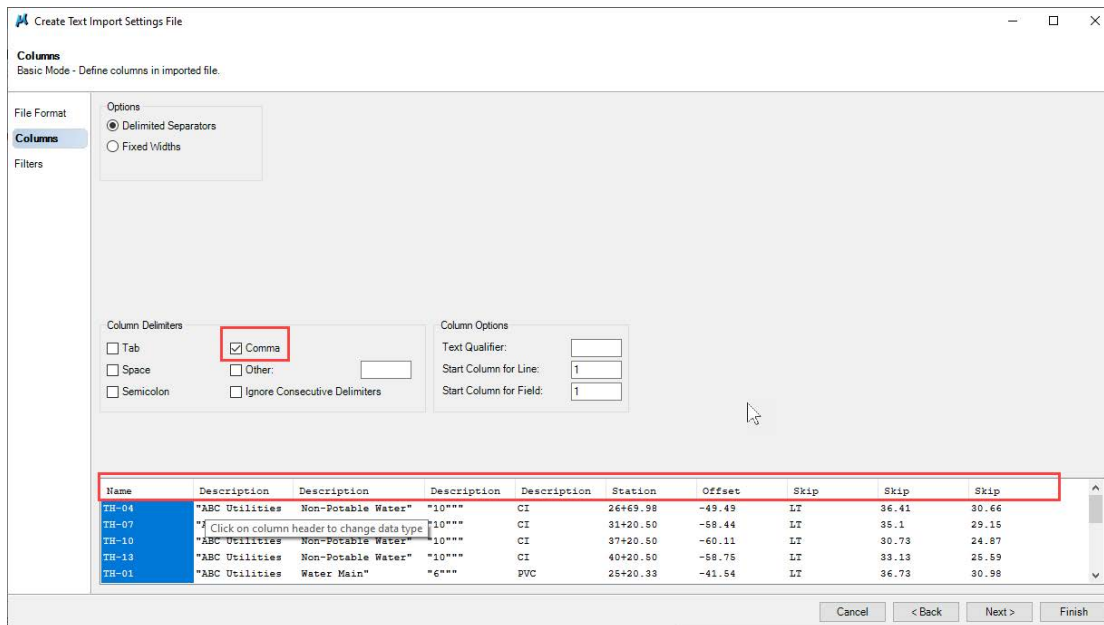 Create Text Import Settings File
Columns
Basic Mode - Define columns in imported file.
File Format
Columns
Filters
Options
Delimited Separators
Fixed Widths
Column Delimiters
Tab
Comma
Space
Other:
Semicolon
Ignore Consecutive Delimiters
Column Options
Text Qualifier:
Start Column for Line: 1
Start Column for Field: 1
Name Description Description Description Description Station Offset Skip Skip Skip
TH-04 "ABC Utilities Non-Potable Water" "10""" CI 26+69.98 -49.49 LT 36.41 30.66
TH-07 Click on column header to change data type "10""" CI 31+20.50 -58.44 LT 35.1 29.15
TH-10 "ABC Utilities Non-Potable Water" "10""" CI 37+20.50 -60.11 LT 30.73 24.87
TH-13 "ABC Utilities Non-Potable Water" "10""" CI 40+20.50 -58.75 LT 33.13 25.59
TH-01 "ABC Utilities Water Main" "6""" PVC 25+20.33 -41.54 LT 36.73 30.98
Cancel < Back Next > Finish